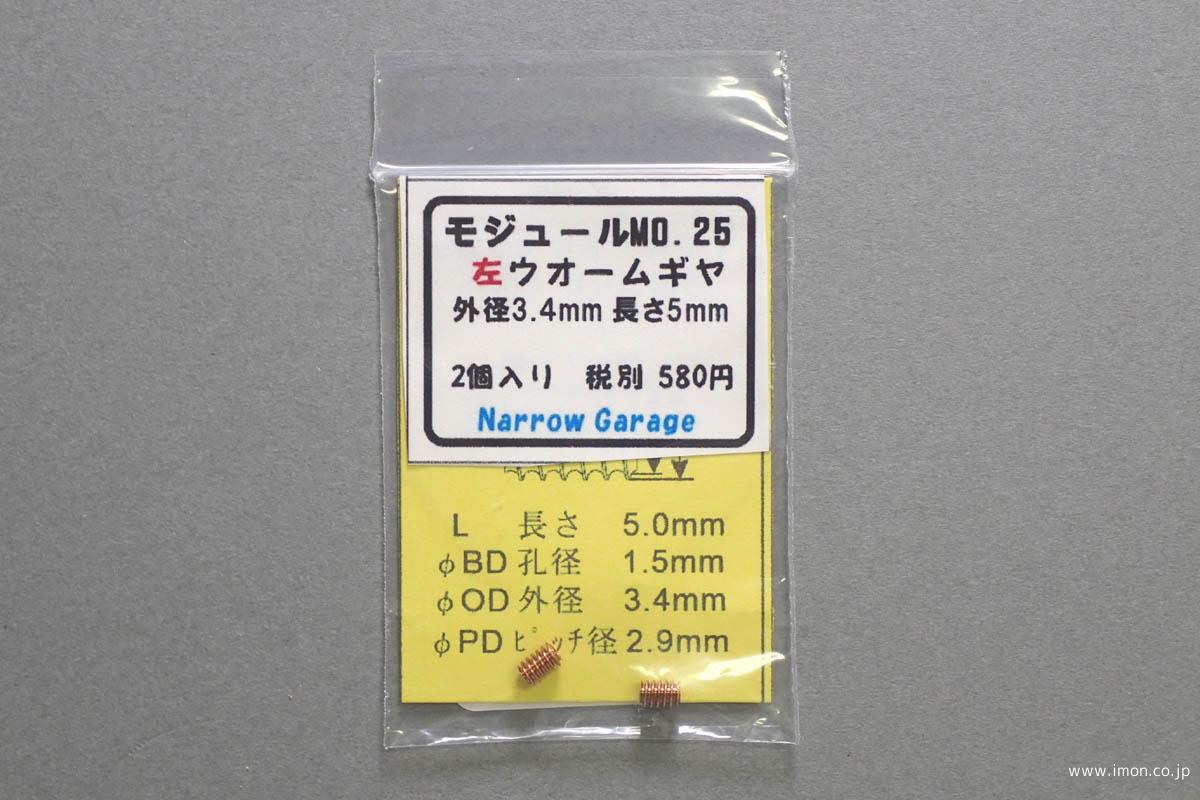 モジュールM0.25
左ウオームギヤ
外径3.4mm 長さ5mm
2個入り 税別 580円
Narrow Garage
L 長さ 5.0mm
φBD 孔径 1.5mm
φOD 外径 3.4mm
φPD ピッチ径 2.9mm
www.imon.co.jp